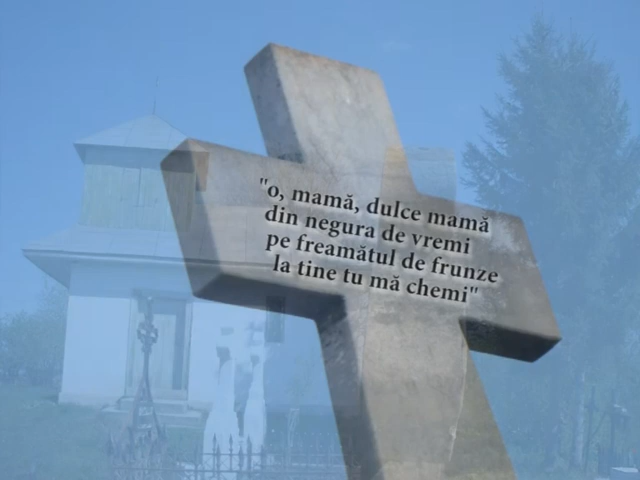 "o, mamă, dulce mamă
din negura de vremi
pe freamătul de frunze
la tine tu mă chemi"